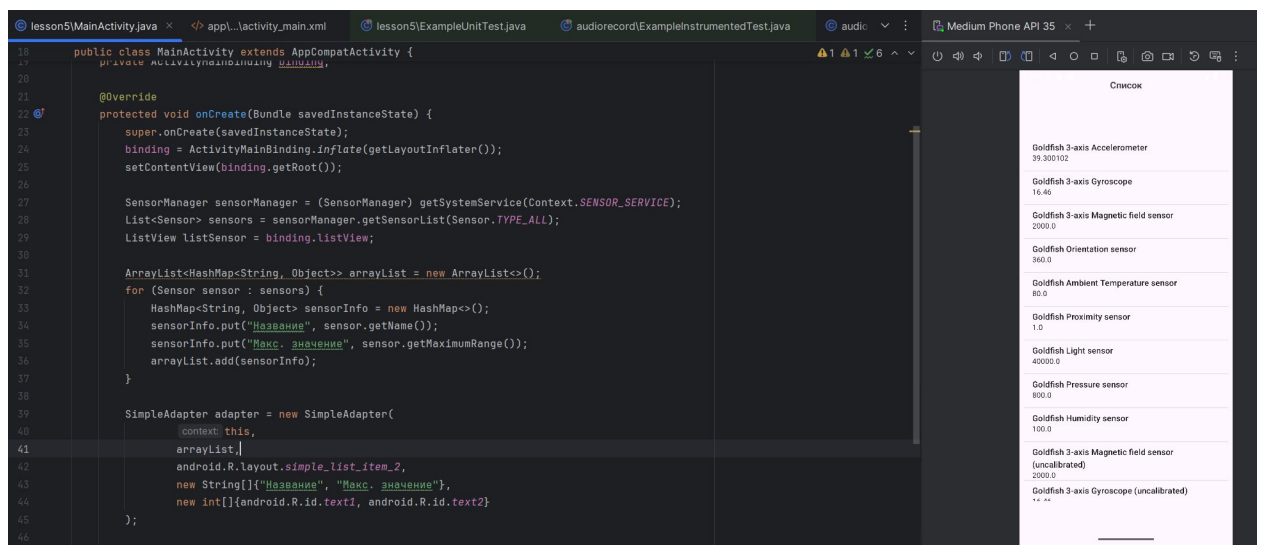 lesson5\MainActivity.java
app\...\activity_main.xml
lesson5\ExampleUnitTest.java
audiorecord\ExampleInstrumentedTest.java
audio
Medium Phone API 35
18 public class MainActivity extends AppCompatActivity {
1 1 6
19 private ActivityMainBinding binding;
20
21 @Override
22 protected void onCreate(Bundle savedInstanceState) {
23 super.onCreate(savedInstanceState);
24 binding = ActivityMainBinding.inflate(getLayoutInflater());
25 setContentView(binding.getRoot());
26
27 SensorManager sensorManager = (SensorManager) getSystemService(Context.SENSOR_SERVICE);
28 List<Sensor> sensors = sensorManager.getSensorList(Sensor.TYPE_ALL);
29 ListView listSensor = binding.listView;
30
31 ArrayList<HashMap<String, Object>> arrayList = new ArrayList<>();
32 for (Sensor sensor : sensors) {
33 HashMap<String, Object> sensorInfo = new HashMap<>();
34 sensorInfo.put("Название", sensor.getName());
35 sensorInfo.put("Макс. значение", sensor.getMaximumRange());
36 arrayList.add(sensorInfo);
37 }
38
39 SimpleAdapter adapter = new SimpleAdapter(
40 context: this,
41 arrayList,
42 android.R.layout.simple_list_item_2,
43 new String[]{"Название", "Макс. значение"},
44 new int[]{android.R.id.text1, android.R.id.text2}
45 );
46
Список
Goldfish 3-axis Accelerometer
39.300102
Goldfish 3-axis Gyroscope
16.46
Goldfish 3-axis Magnetic field sensor
2000.0
Goldfish Orientation sensor
360.0
Goldfish Ambient Temperature sensor
80.0
Goldfish Proximity sensor
1.0
Goldfish Light sensor
40000.0
Goldfish Pressure sensor
800.0
Goldfish Humidity sensor
100.0
Goldfish 3-axis Magnetic field sensor
(uncalibrated)
2000.0
Goldfish 3-axis Gyroscope (uncalibrated)